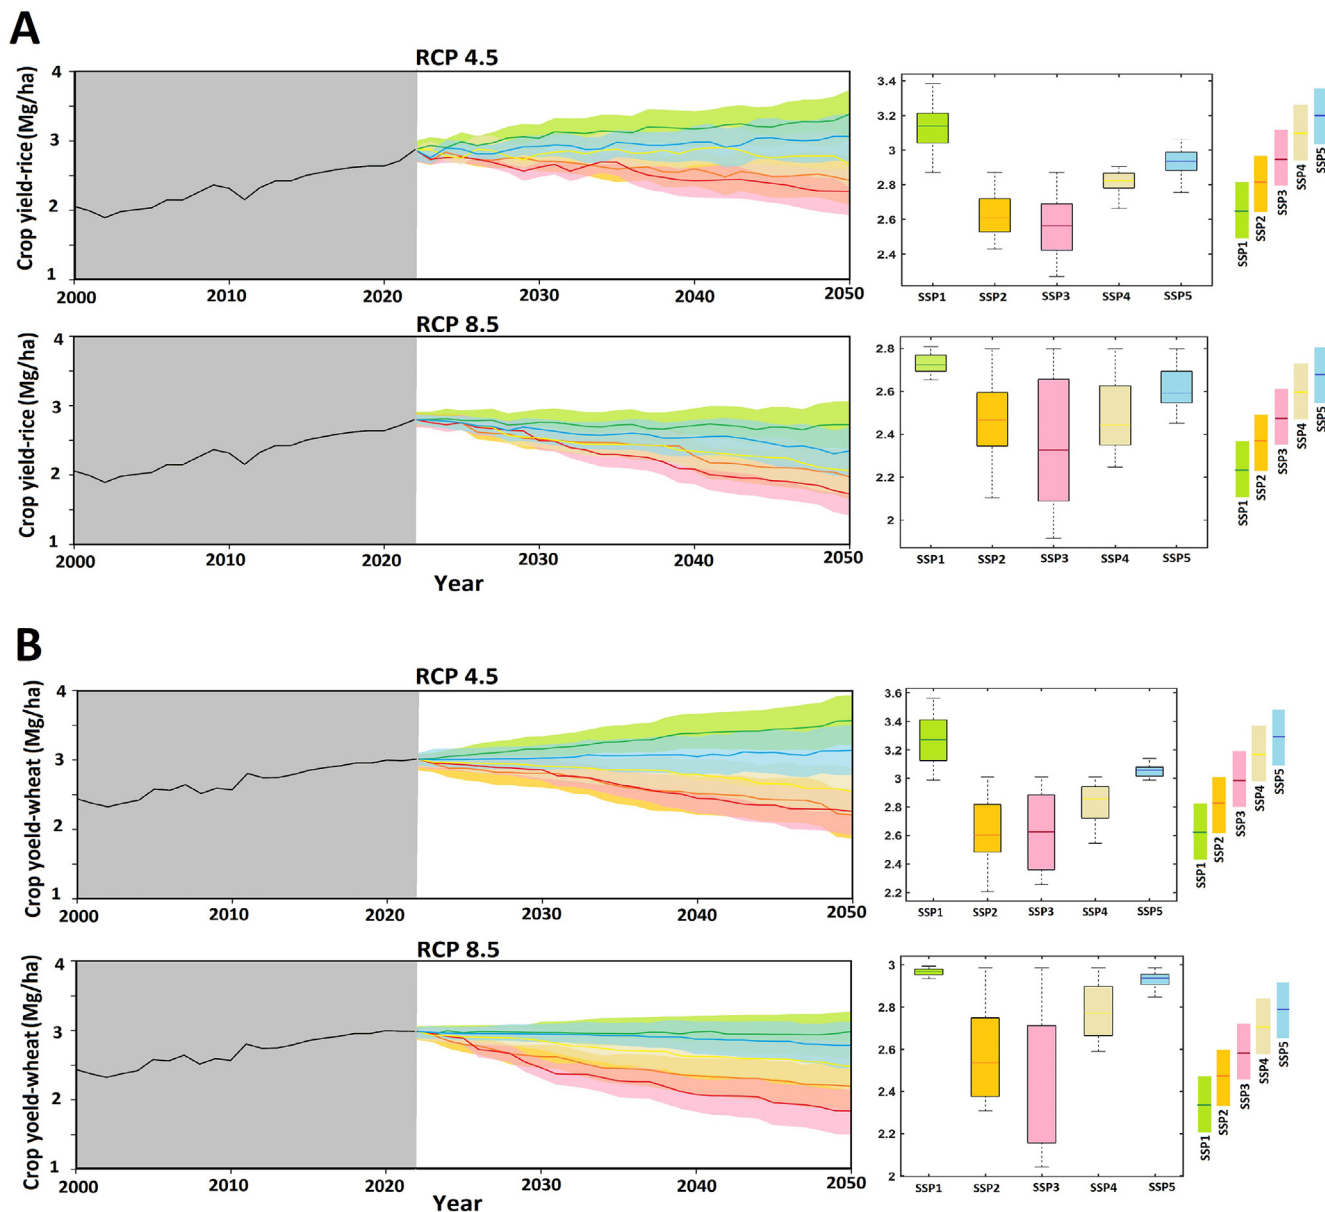 A
RCP 4.5
Crop yield-rice(Mg/ha)
4
3
2
1
2000 2010 2020 2030 2040 2050
3.4
3.2
3
2.8
2.6
2.4
SSP1 SSP2 SSP3 SSP4 SSP5
SSP1 SSP2 SSP3 SSP4 SSP5
RCP 8.5
Crop yield-rice(Mg/ha)
4
3
2
1
2000 2010 2020 2030 2040 2050
Year
2.8
2.6
2.4
2.2
2
SSP1 SSP2 SSP3 SSP4 SSP5
SSP1 SSP2 SSP3 SSP4 SSP5
B
RCP 4.5
Crop yoeld-wheat (Mg/ha)
4
3
2
1
2000 2010 2020 2030 2040 2050
3.6
3.4
3.2
3
2.8
2.6
2.4
2.2
SSP1 SSP2 SSP3 SSP4 SSP5
SSP1 SSP2 SSP3 SSP4 SSP5
RCP 8.5
Crop yoeld-wheat (Mg/ha)
4
3
2
1
2000 2010 2020 2030 2040 2050
Year
3
2.8
2.6
2.4
2.2
2
SSP1 SSP2 SSP3 SSP4 SSP5
SSP1 SSP2 SSP3 SSP4 SSP5